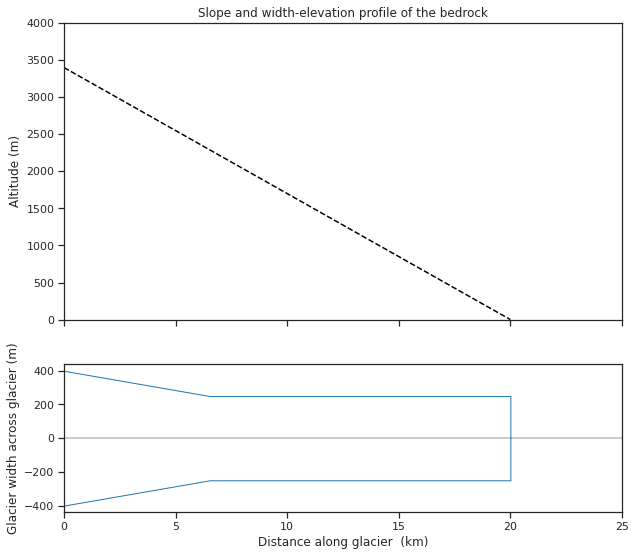 Slope and width-elevation profile of the bedrock
4000
3500
3000
2500
2000
1500
1000
500
0
Altitude (m)
400
200
0
−200
−400
Glacier width across glacier (m)
0 5 10 15 20 25
Distance along glacier (km)